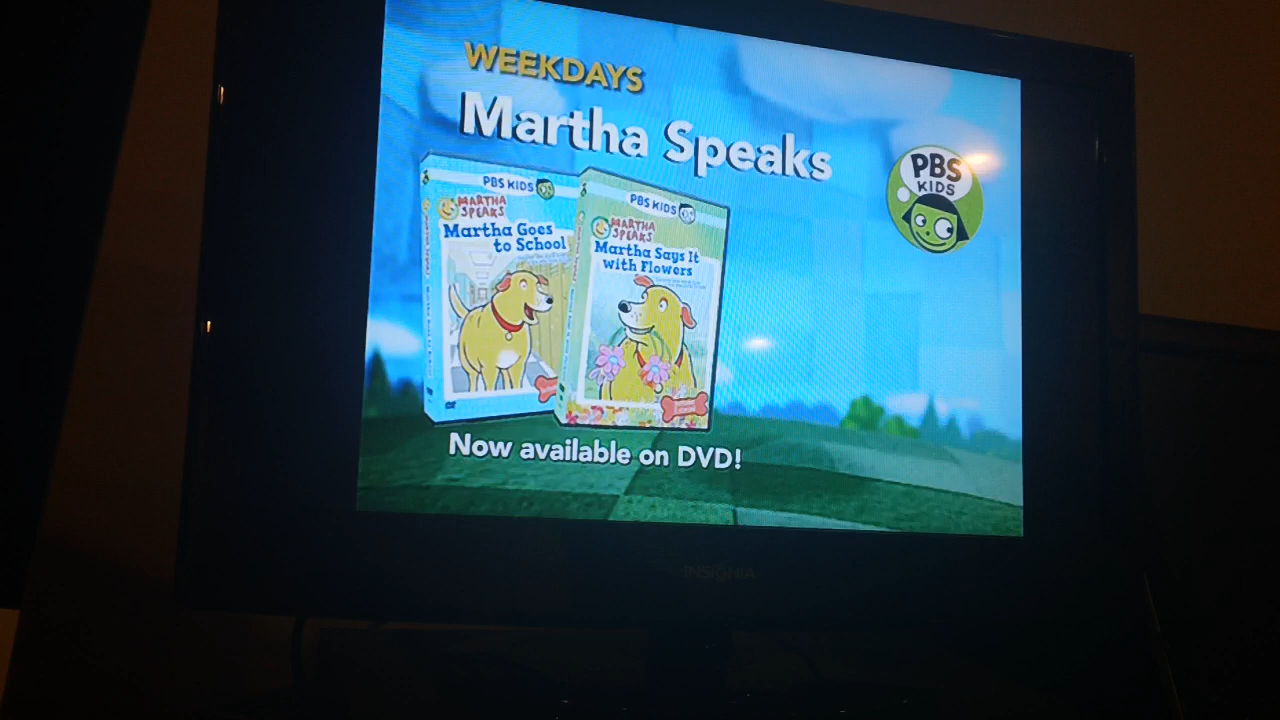 WEEKDAYS
Martha Speaks
PBS
KIDS
PBS KIDS
MARTHA
SPEAKS
Martha Goes
to School
PBS KIDS
MARTHA
SPEAKS
Martha Says It
with Flowers
Now available on DVD!
INSIGNIA